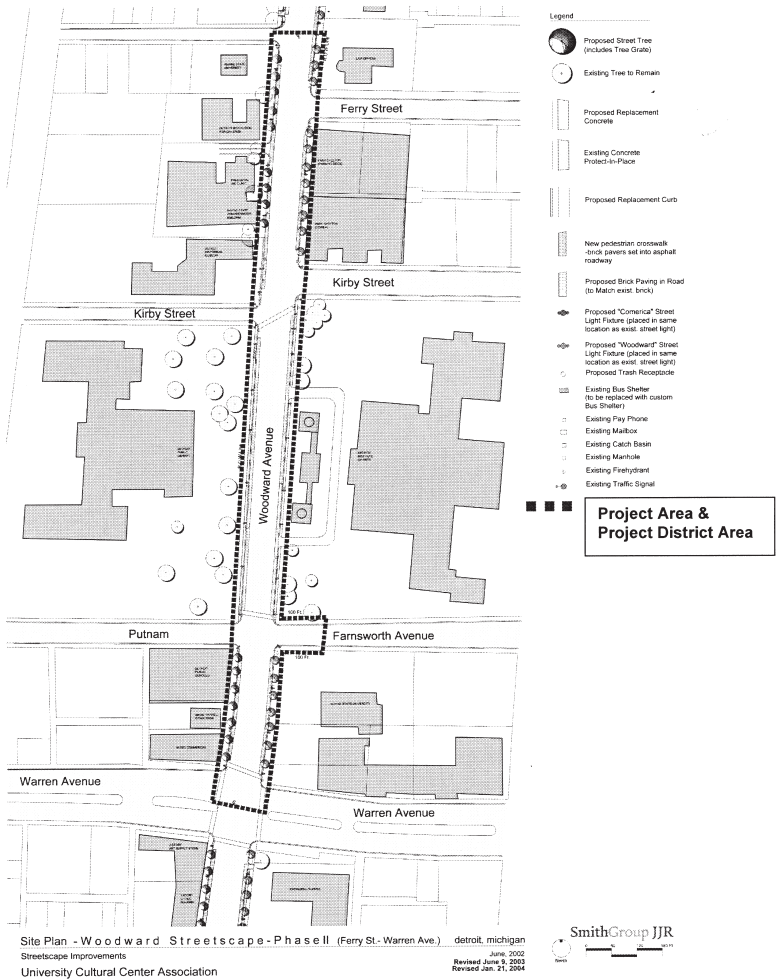 Legend
Proposed Street Tree
(includes Tree Grate)
Existing Tree to Remain
Proposed Replacement
Concrete
Existing Concrete
Protect-In-Place
Proposed Replacement Curb
New pedestrian crosswalk
-brick pavers set into asphalt
roadway
Proposed Brick Paving in Road
(to Match exist. brick)
Proposed "Comerica" Street
Light Fixture (placed in same
location as exist. street light)
Proposed "Woodward" Street
Light Fixture (placed in same
location as exist. street light)
Proposed Trash Receptacle
Existing Bus Shelter
(to be replaced with custom
Bus Shelter)
Existing Pay Phone
Existing Mailbox
Existing Catch Basin
Existing Manhole
Existing Firehydrant
Existing Traffic Signal
Project Area &
Project District Area
Ferry Street
Kirby Street
Kirby Street
Woodward Avenue
160 Ft.
Putnam
Farnsworth Avenue
160 Ft.
DETROIT
PUBLIC
Warren Avenue
Warren Avenue
Site Plan - Woodward Streetscape - Phase II (Ferry St.- Warren Ave.) detroit, michigan
Streetscape Improvements
University Cultural Center Association
June, 2002
Revised June 9, 2003
Revised Jan. 21, 2004
SmithGroup JJR
North